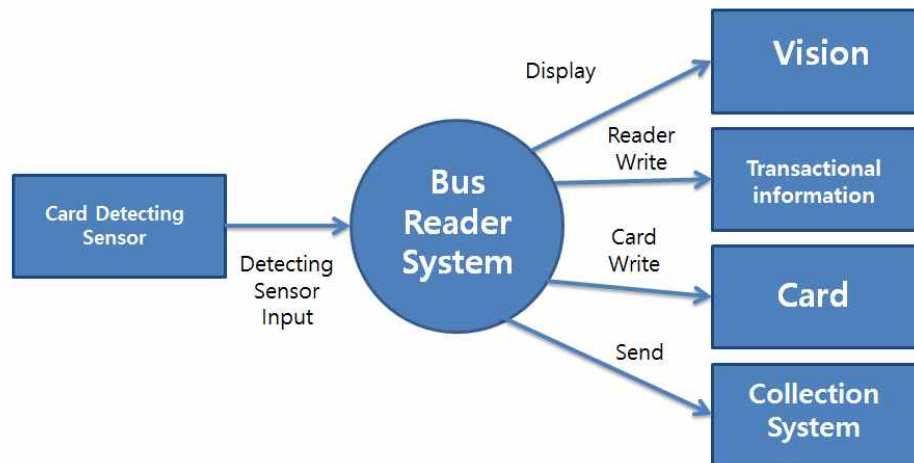 Card Detecting
Sensor
Detecting
Sensor
Input
Bus
Reader
System
Display
Vision
Reader
Write
Transactional
information
Card
Write
Card
Send
Collection
System